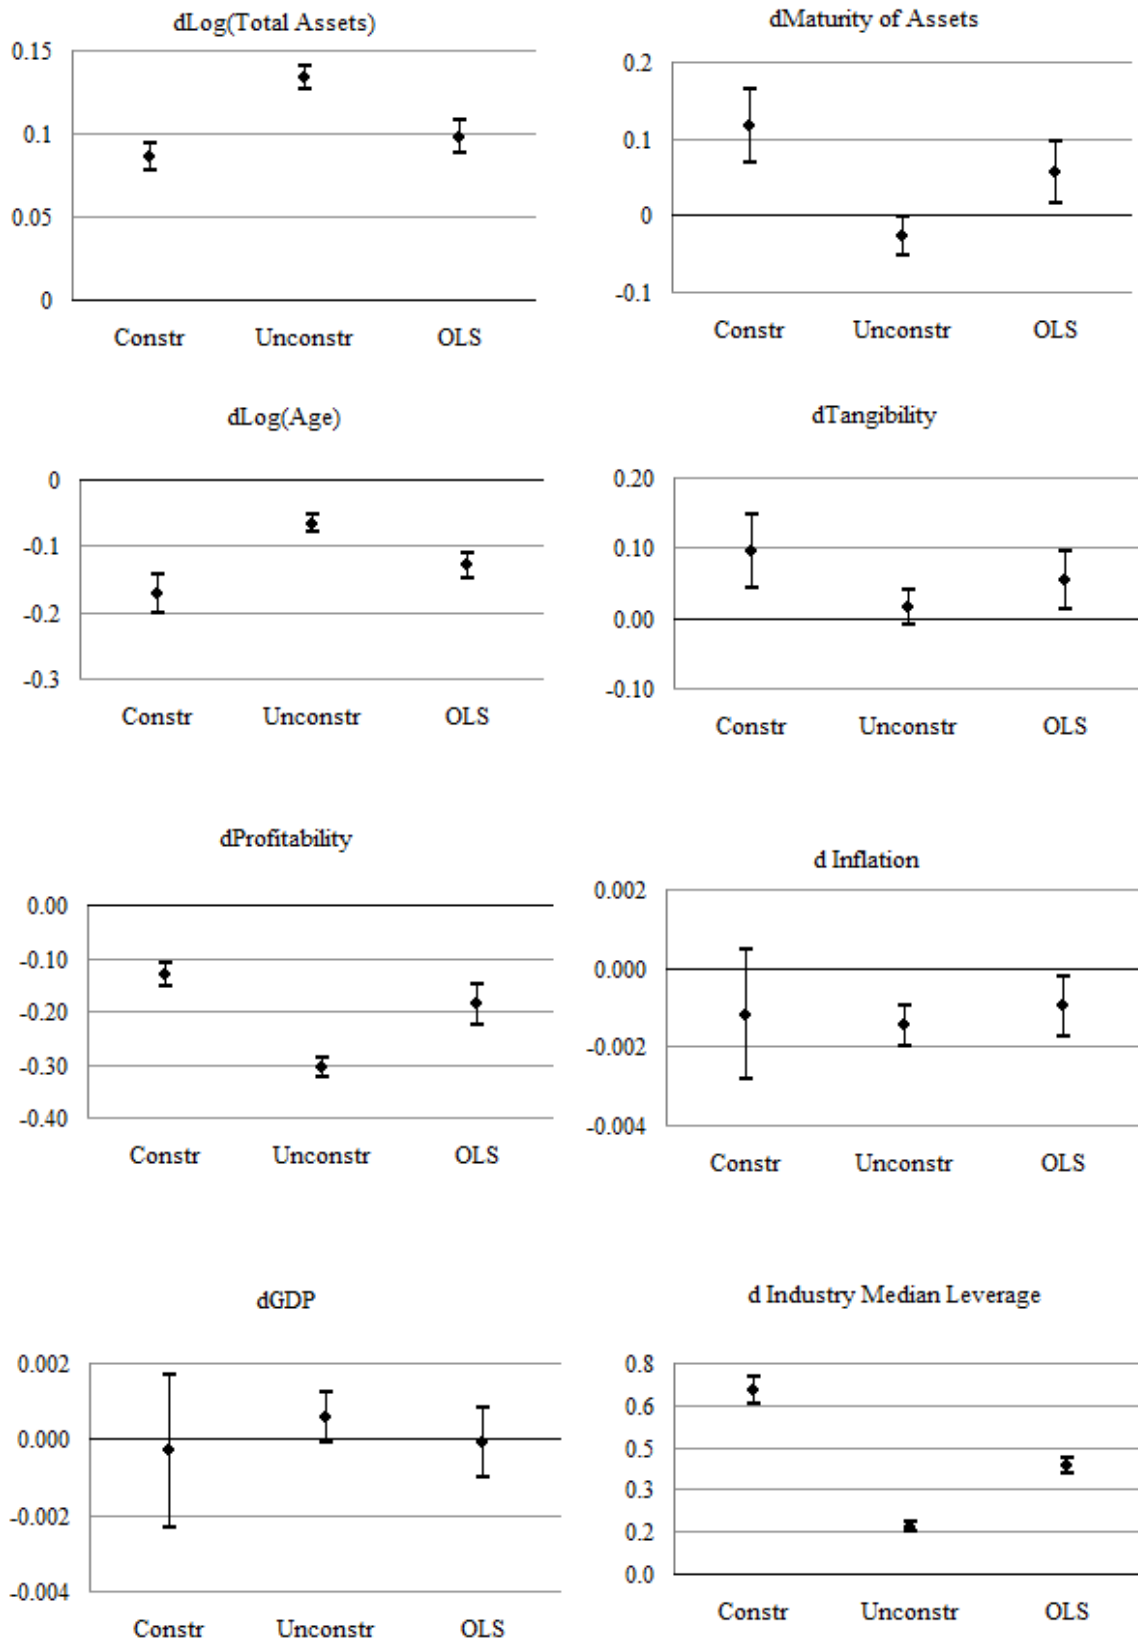 dLog(Total Assets)
0.15
0.1
0.05
0
Constr Unconstr OLS
dMaturity of Assets
0.2
0.1
0
-0.1
Constr Unconstr OLS
dLog(Age)
0
-0.1
-0.2
-0.3
Constr Unconstr OLS
dTangibility
0.20
0.10
0.00
-0.10
Constr Unconstr OLS
dProfitability
0.00
-0.10
-0.20
-0.30
-0.40
Constr Unconstr OLS
d Inflation
0.002
0.000
-0.002
-0.004
Constr Unconstr OLS
dGDP
0.002
0.000
-0.002
-0.004
Constr Unconstr OLS
d Industry Median Leverage
0.8
0.6
0.5
0.3
0.2
0.0
Constr Unconstr OLS